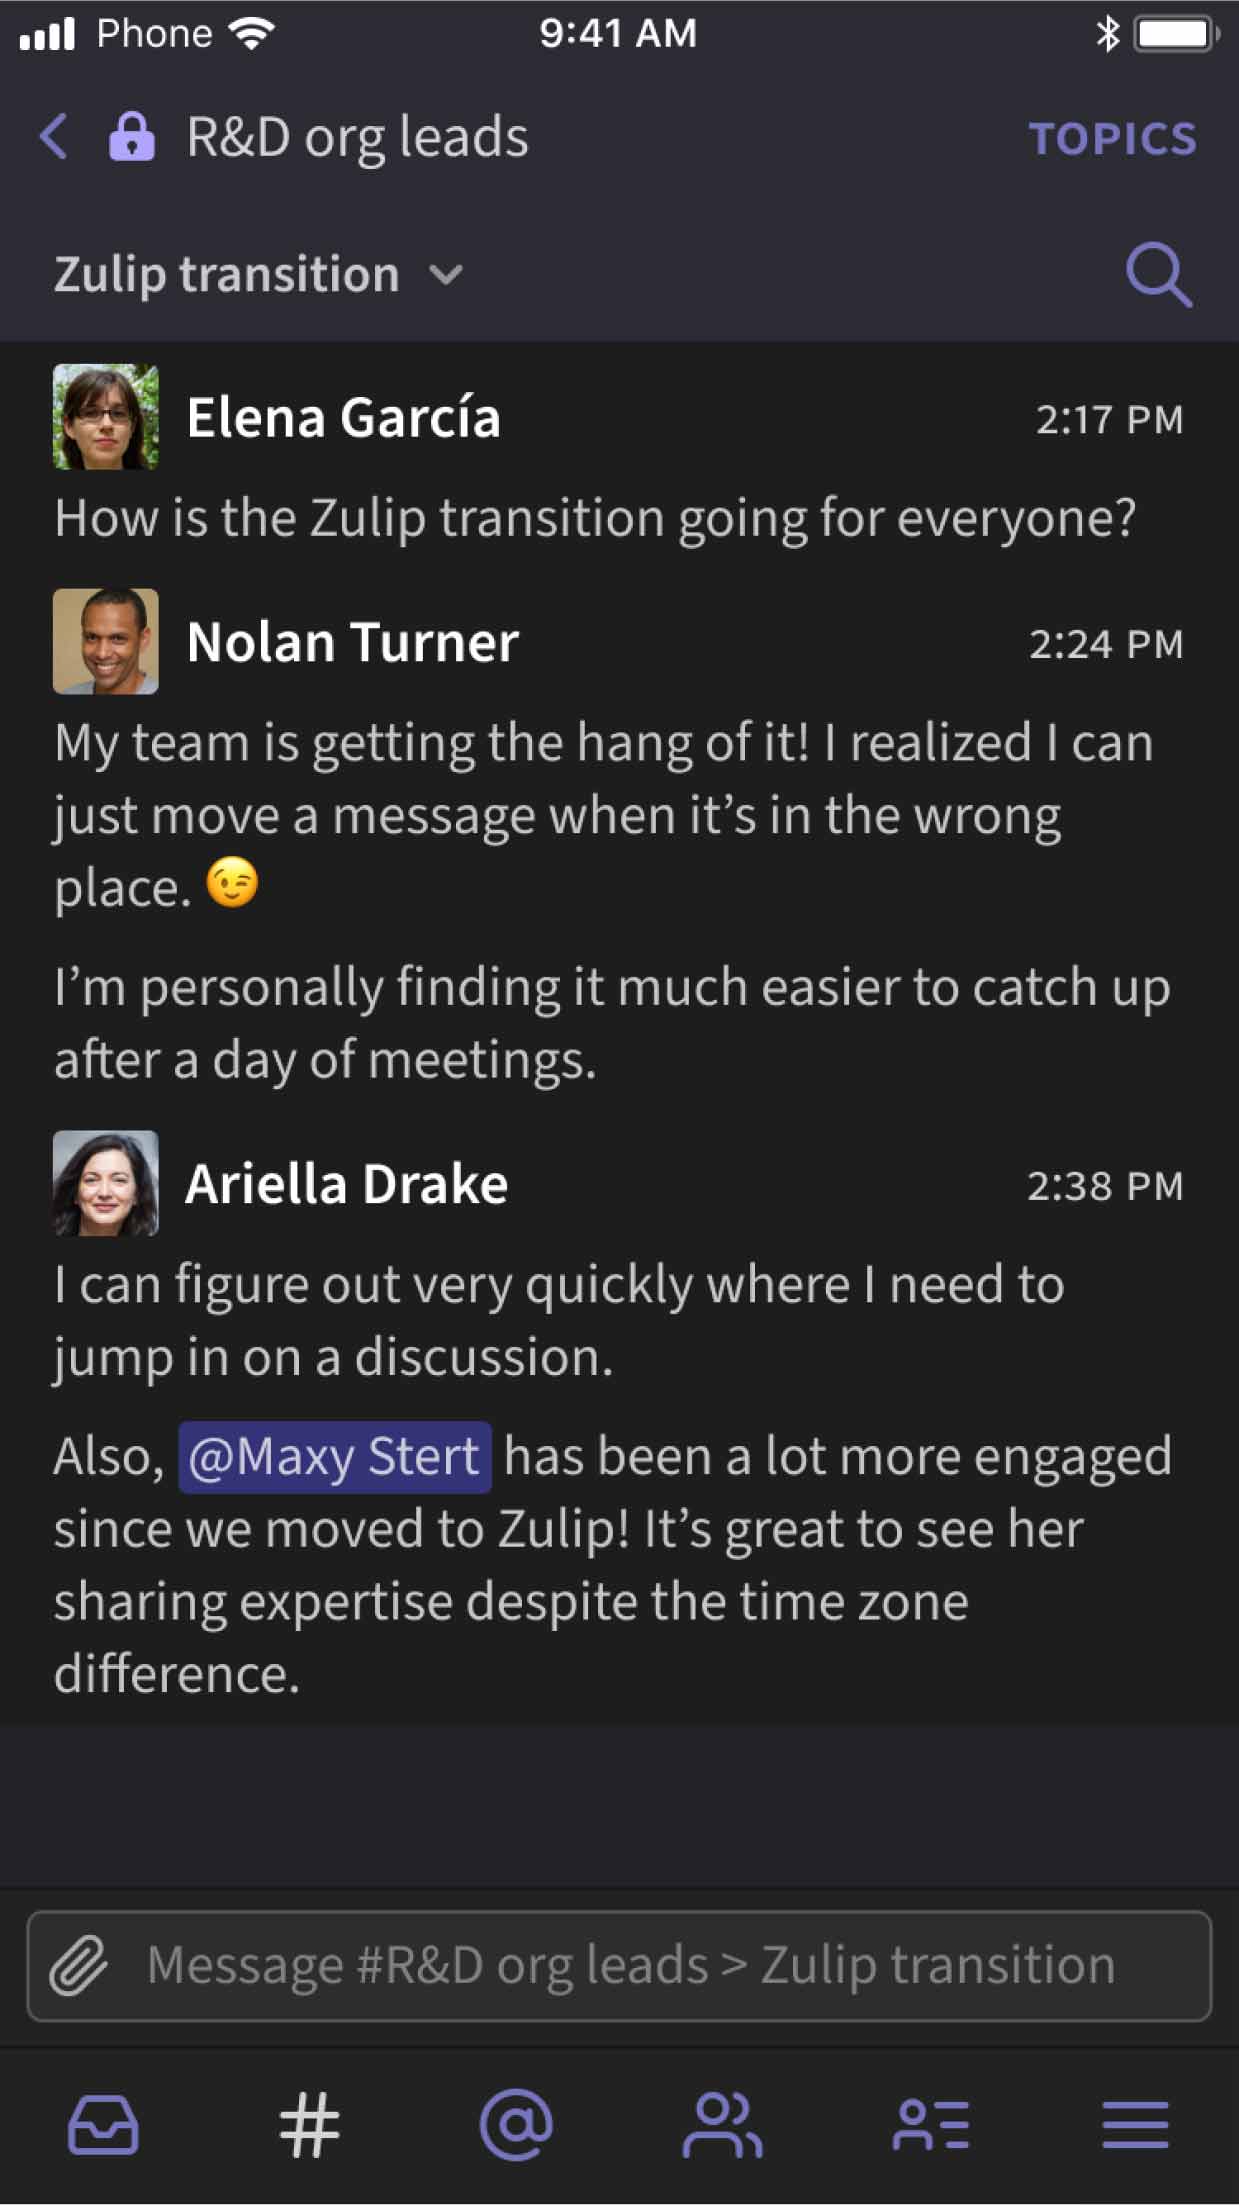 Phone
9:41 AM
R&D org leads
TOPICS
Zulip transition
Elena García
2:17 PM
How is the Zulip transition going for everyone?
Nolan Turner
2:24 PM
My team is getting the hang of it! I realized I can
just move a message when it’s in the wrong
place. 😉
I’m personally finding it much easier to catch up
after a day of meetings.
Ariella Drake
2:38 PM
I can figure out very quickly where I need to
jump in on a discussion.
Also, @Maxy Stert has been a lot more engaged
since we moved to Zulip! It’s great to see her
sharing expertise despite the time zone
difference.
Message #R&D org leads > Zulip transition